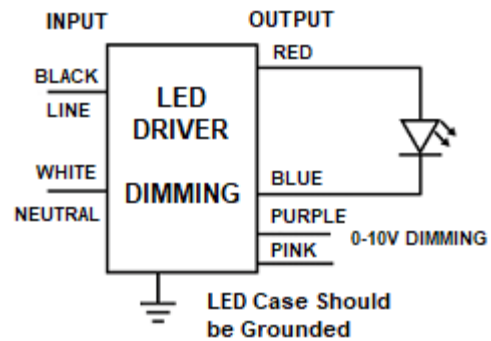 INPUT
OUTPUT
RED
BLACK
LINE
LED
DRIVER
DIMMING
WHITE
NEUTRAL
BLUE
PURPLE
0-10V DIMMING
PINK
LED Case Should
be Grounded